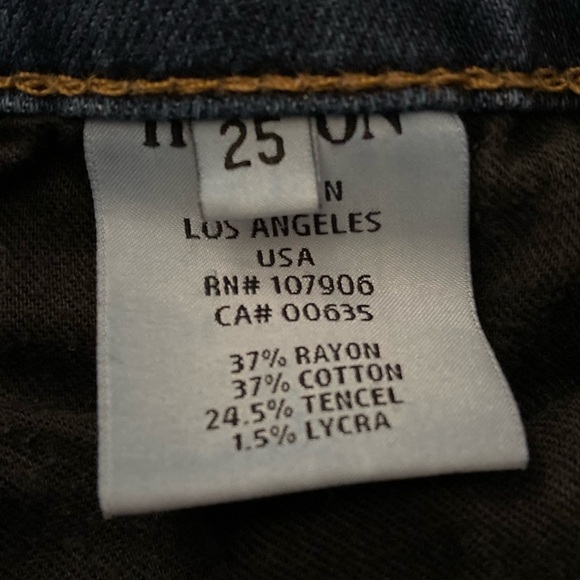 25
N
LOS ANGELES
USA
RN# 107906
CA# 00635
37% RAYON
37% COTTON
24.5% TENCEL
1.5% LYCRA